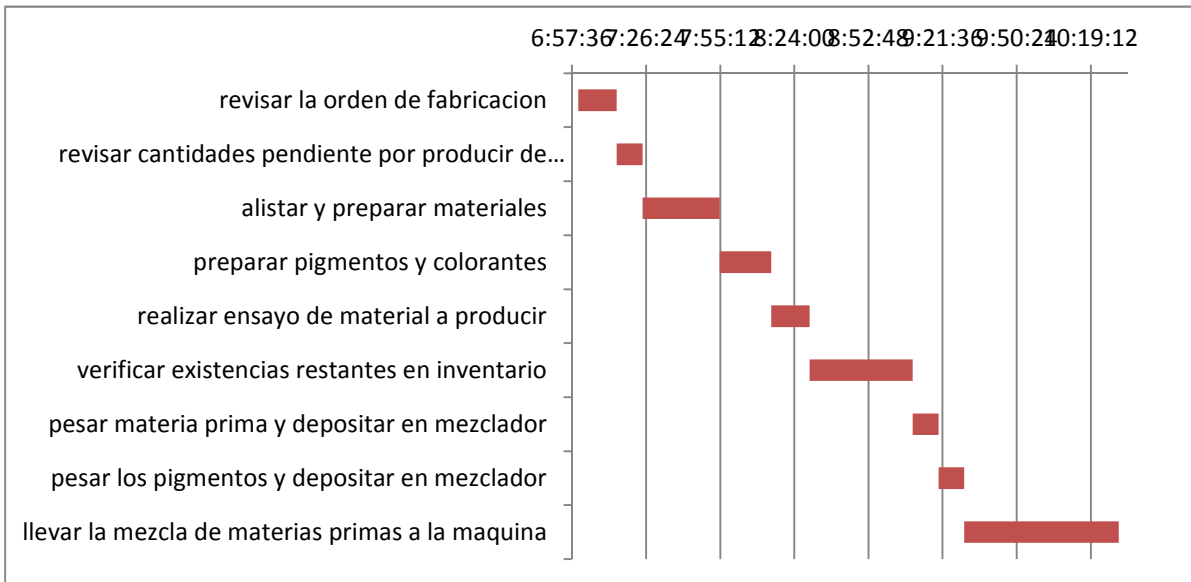 6:57:36 7:26:24 7:55:12 8:24:00 8:52:48 9:21:36 9:50:24 10:19:12
revisar la orden de fabricacion
revisar cantidades pendiente por producir de…
alistar y preparar materiales
preparar pigmentos y colorantes
realizar ensayo de material a producir
verificar existencias restantes en inventario
pesar materia prima y depositar en mezclador
pesar los pigmentos y depositar en mezclador
llevar la mezcla de materias primas a la maquina